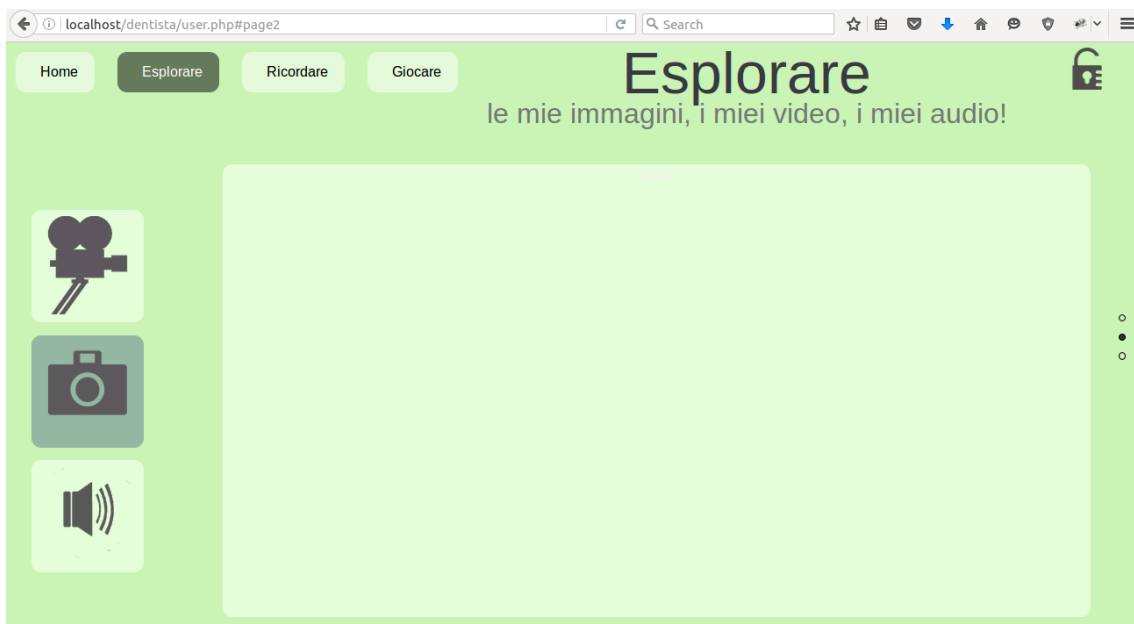 localhost/dentista/user.php#page2
Search
Home
Esplorare
Ricordare
Giocare
Esplorare
le mie immagini, i miei video, i miei audio!